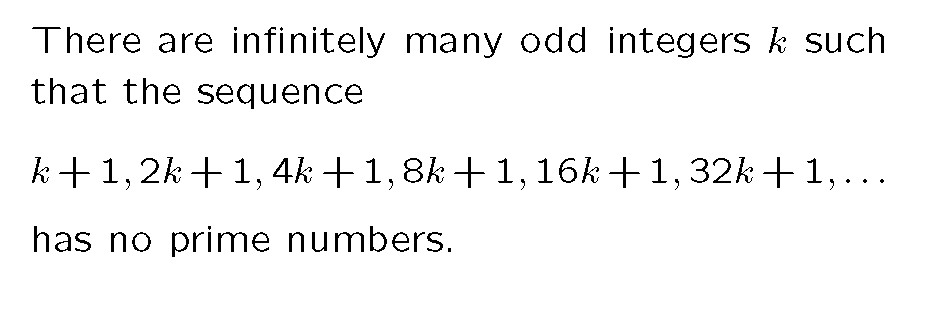 There are infinitely many odd integers k such
that the sequence
k + 1, 2k + 1, 4k + 1, 8k + 1, 16k + 1, 32k + 1, . . .
has no prime numbers.